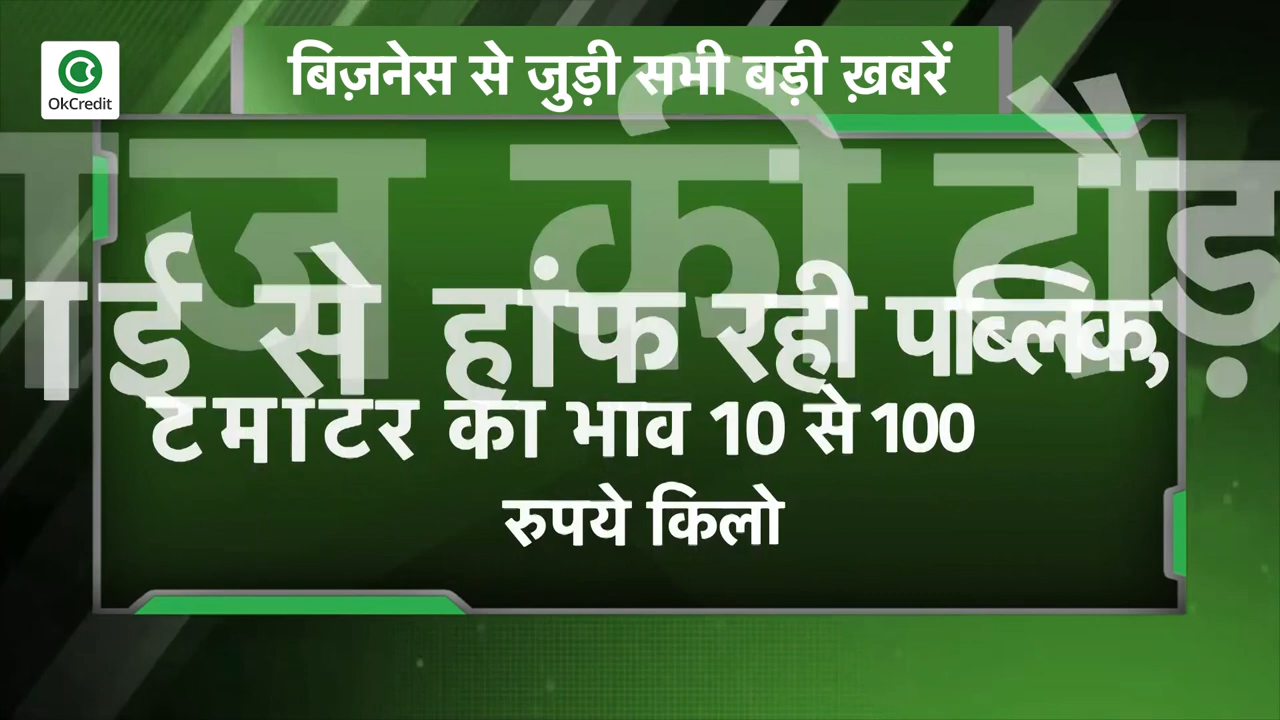 बिज़नेस से जुड़ी सभी बड़ी ख़बरें
OkCredit
की दौड़
से हांफ रही पब्लिक,
टमाटर का भाव 10 से 100
रुपये किलो